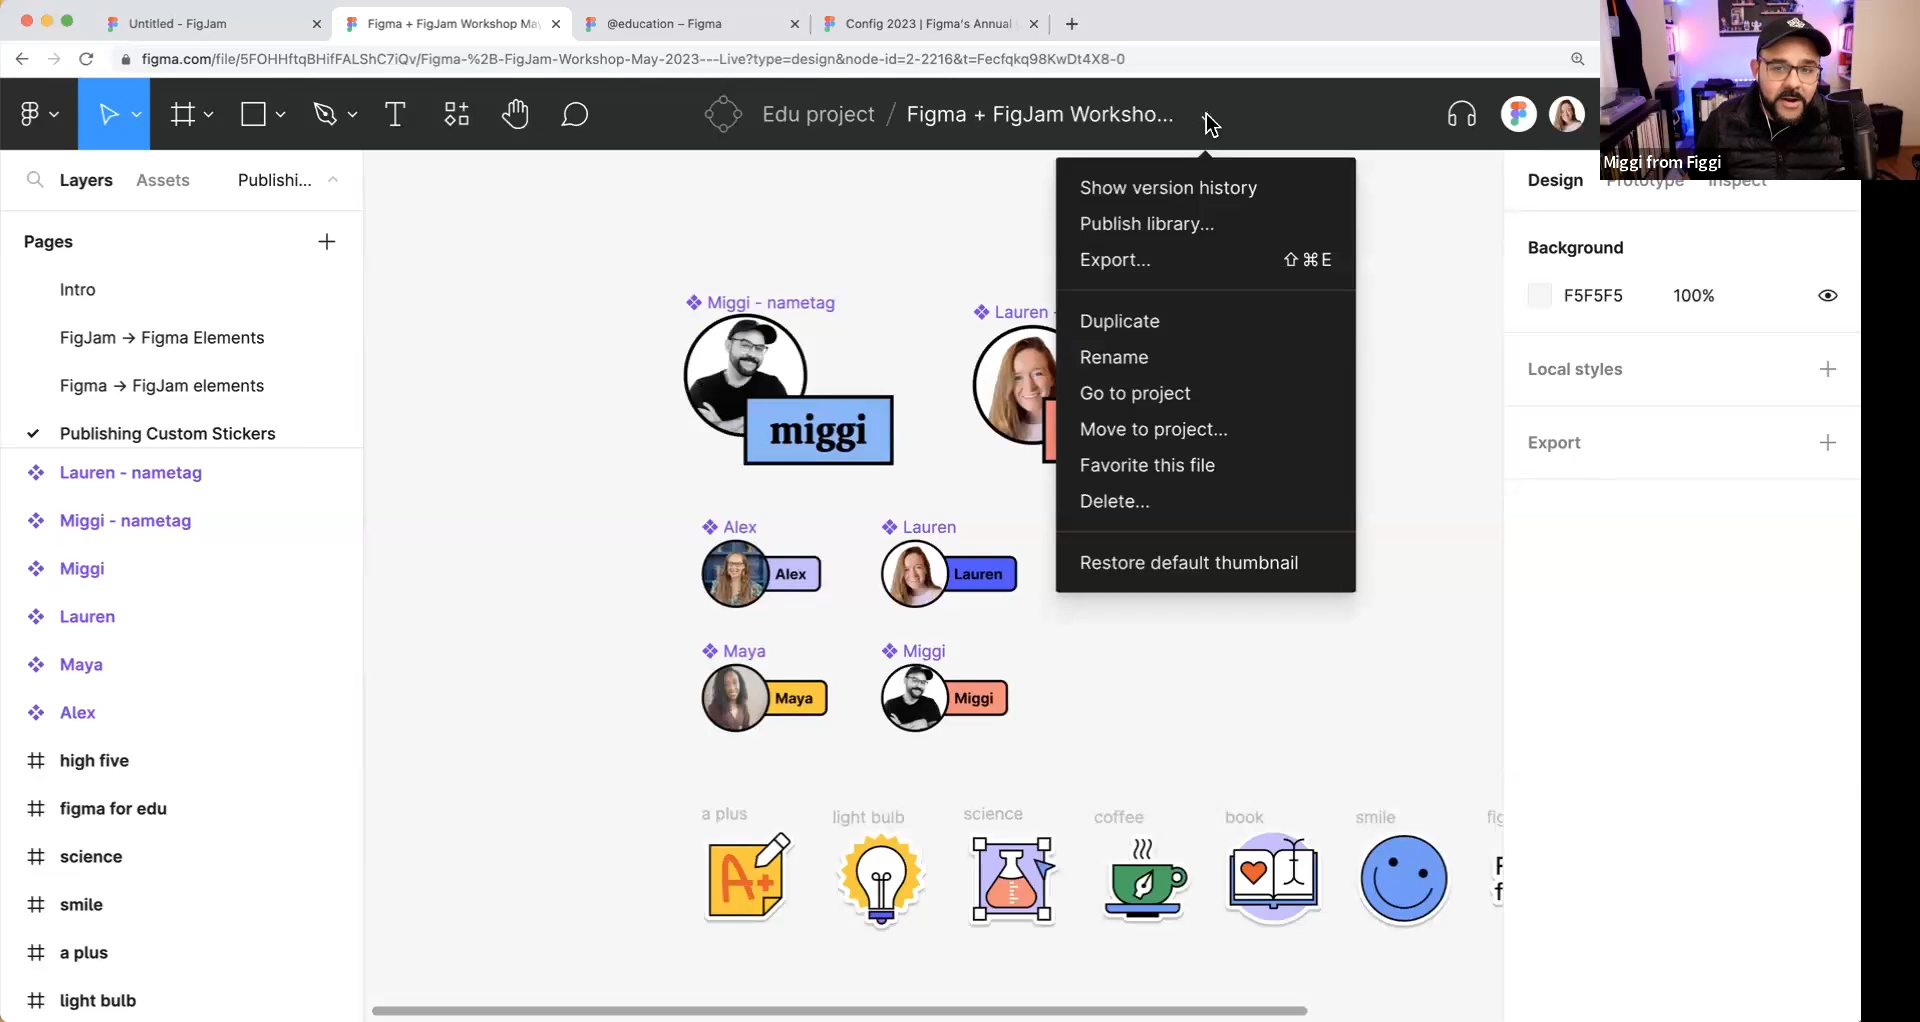 Untitled - FigJam
Figma + FigJam Workshop May
@education – Figma
Config 2023 | Figma's Annual
figma.com/file/5FOHHftqBHifFALShC7iQv/Figma-%2B-FigJam-Workshop-May-2023---Live?type=design&node-id=2-2216&t=Fecfqkq98KwDt4X8-0
Edu project / Figma + FigJam Worksho...
Miggi from Figgi
Layers
Assets
Publishi...
Design
Prototype
Inspect
Pages
Intro
FigJam → Figma Elements
Figma → FigJam elements
Publishing Custom Stickers
Lauren - nametag
Miggi - nametag
Miggi
Lauren
Maya
Alex
high five
figma for edu
science
smile
a plus
light bulb
Miggi - nametag
miggi
Lauren -
Alex
Alex
Lauren
Lauren
Maya
Maya
Miggi
Miggi
a plus
A+
light bulb
science
coffee
book
smile
fig
F
f
Show version history
Publish library...
Export... ⇧⌘E
Duplicate
Rename
Go to project
Move to project...
Favorite this file
Delete...
Restore default thumbnail
Background
F5F5F5 100%
Local styles
Export